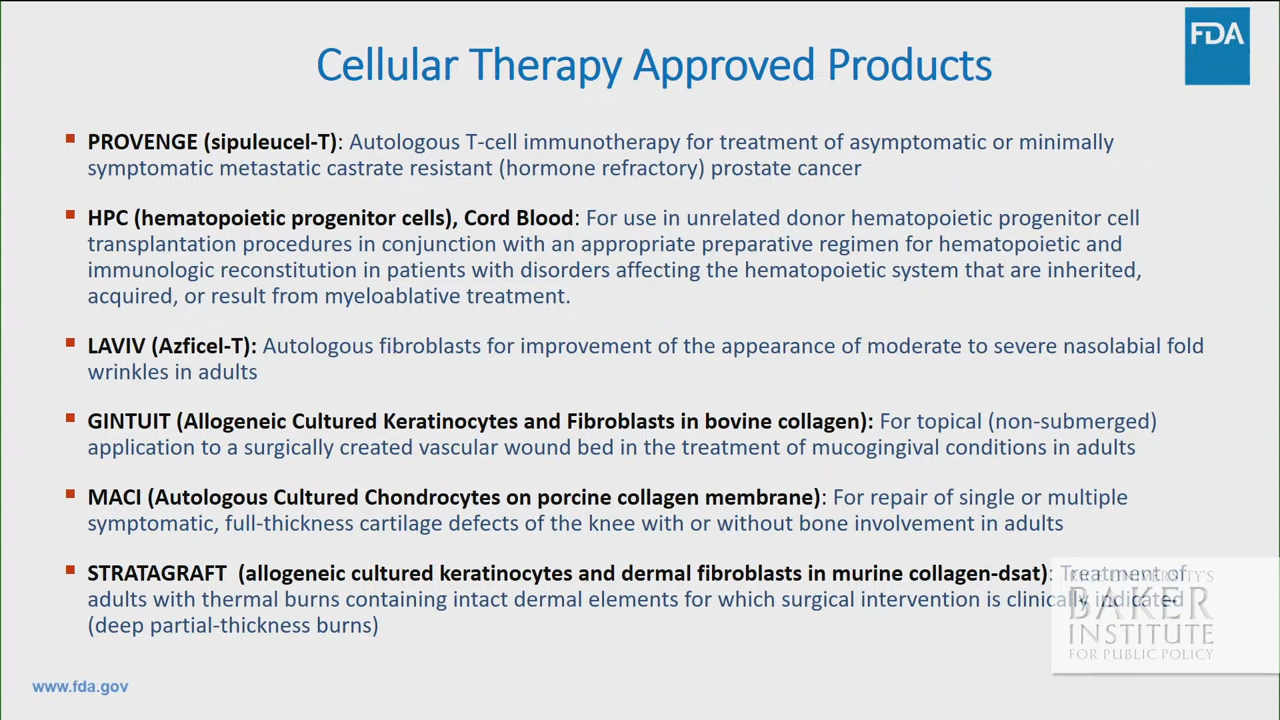 FDA
Cellular Therapy Approved Products
PROVENGE (sipuleucel-T): Autologous T-cell immunotherapy for treatment of asymptomatic or minimally
symptomatic metastatic castrate resistant (hormone refractory) prostate cancer
HPC (hematopoietic progenitor cells), Cord Blood: For use in unrelated donor hematopoietic progenitor cell
transplantation procedures in conjunction with an appropriate preparative regimen for hematopoietic and
immunologic reconstitution in patients with disorders affecting the hematopoietic system that are inherited,
acquired, or result from myeloablative treatment.
LAVIV (Azficel-T): Autologous fibroblasts for improvement of the appearance of moderate to severe nasolabial fold
wrinkles in adults
GINTUIT (Allogeneic Cultured Keratinocytes and Fibroblasts in bovine collagen): For topical (non-submerged)
application to a surgically created vascular wound bed in the treatment of mucogingival conditions in adults
MACI (Autologous Cultured Chondrocytes on porcine collagen membrane): For repair of single or multiple
symptomatic, full-thickness cartilage defects of the knee with or without bone involvement in adults
STRATAGRAFT (allogeneic cultured keratinocytes and dermal fibroblasts in murine collagen-dsat): Treatment of
adults with thermal burns containing intact dermal elements for which surgical intervention is clinically indicated
(deep partial-thickness burns)
RICE UNIVERSITY'S
BAKER
INSTITUTE
FOR PUBLIC POLICY
www.fda.gov